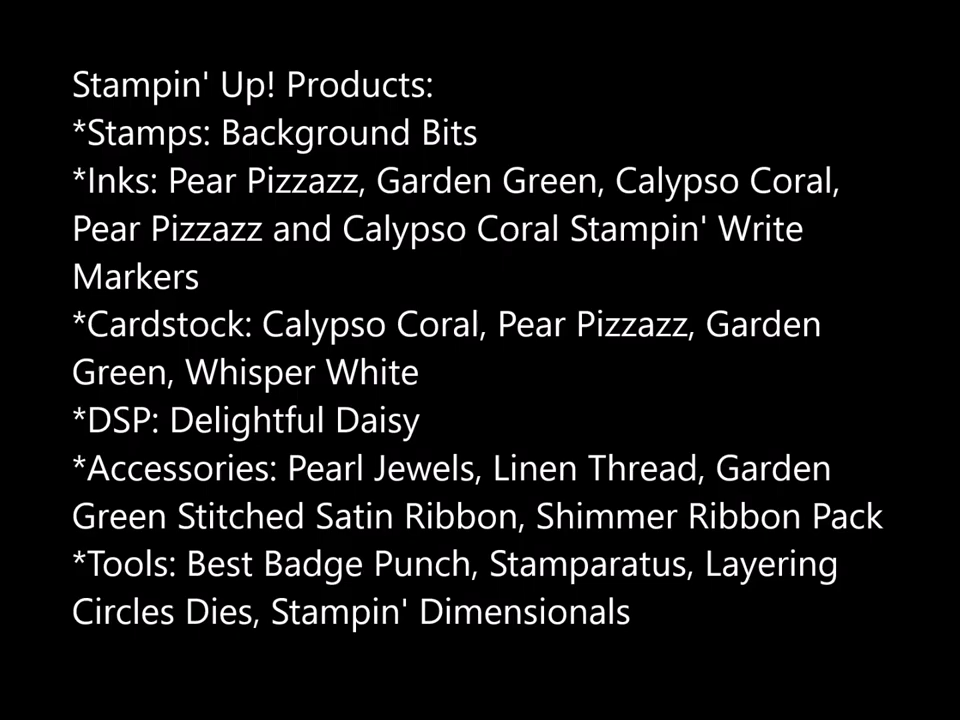 Stampin' Up! Products:
*Stamps: Background Bits
*Inks: Pear Pizzazz, Garden Green, Calypso Coral,
Pear Pizzazz and Calypso Coral Stampin' Write
Markers
*Cardstock: Calypso Coral, Pear Pizzazz, Garden
Green, Whisper White
*DSP: Delightful Daisy
*Accessories: Pearl Jewels, Linen Thread, Garden
Green Stitched Satin Ribbon, Shimmer Ribbon Pack
*Tools: Best Badge Punch, Stamparatus, Layering
Circles Dies, Stampin' Dimensionals